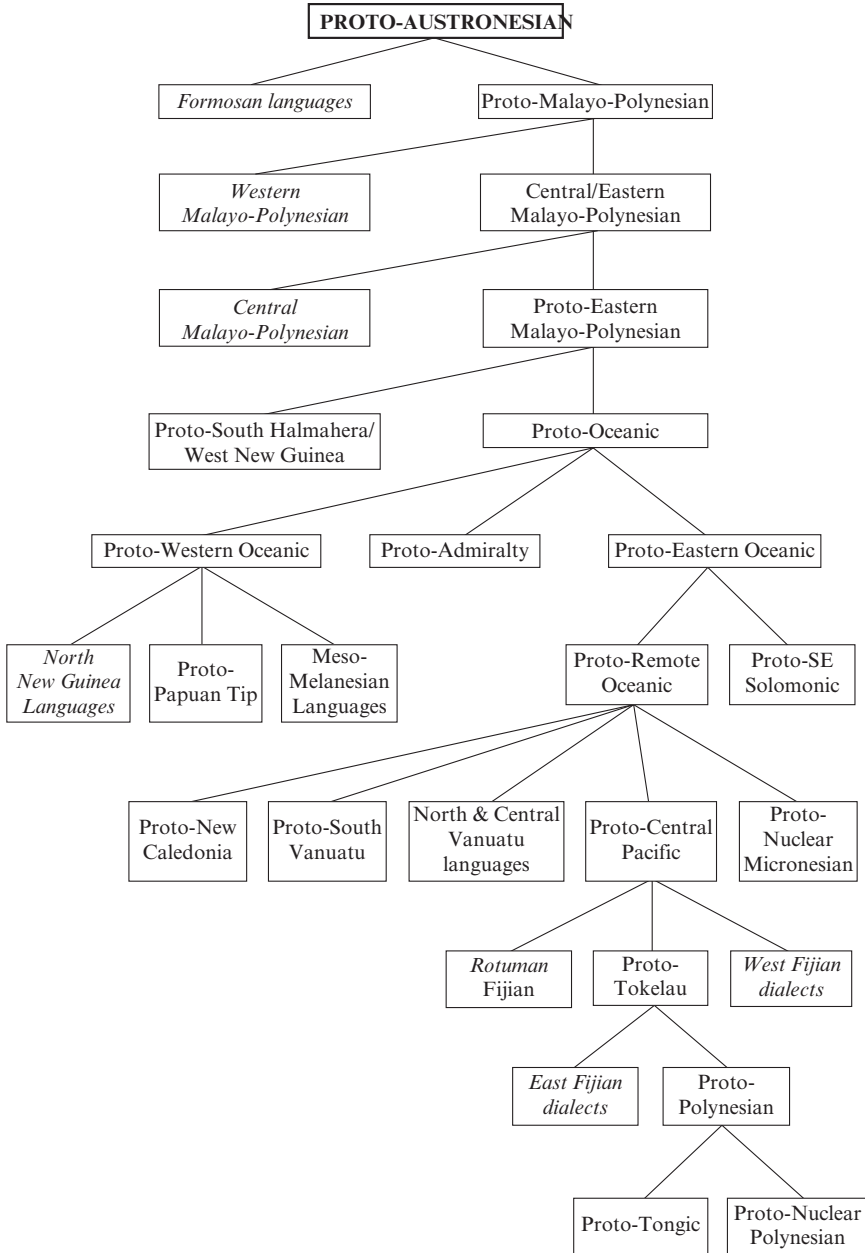 PROTO-AUSTRONESIAN
Formosan languages
Proto-Malayo-Polynesian
Western
Malayo-Polynesian
Central/Eastern
Malayo-Polynesian
Central
Malayo-Polynesian
Proto-Eastern
Malayo-Polynesian
Proto-South Halmahera/
West New Guinea
Proto-Oceanic
Proto-Western Oceanic
Proto-Admiralty
Proto-Eastern Oceanic
North
New Guinea
Languages
Proto-
Papuan Tip
Meso-
Melanesian
Languages
Proto-Remote
Oceanic
Proto-SE
Solomonic
Proto-New
Caledonia
Proto-South
Vanuatu
North & Central
Vanuatu
languages
Proto-Central
Pacific
Proto-
Nuclear
Micronesian
Rotuman
Fijian
Proto-
Tokelau
West Fijian
dialects
East Fijian
dialects
Proto-
Polynesian
Proto-Tongic
Proto-Nuclear
Polynesian